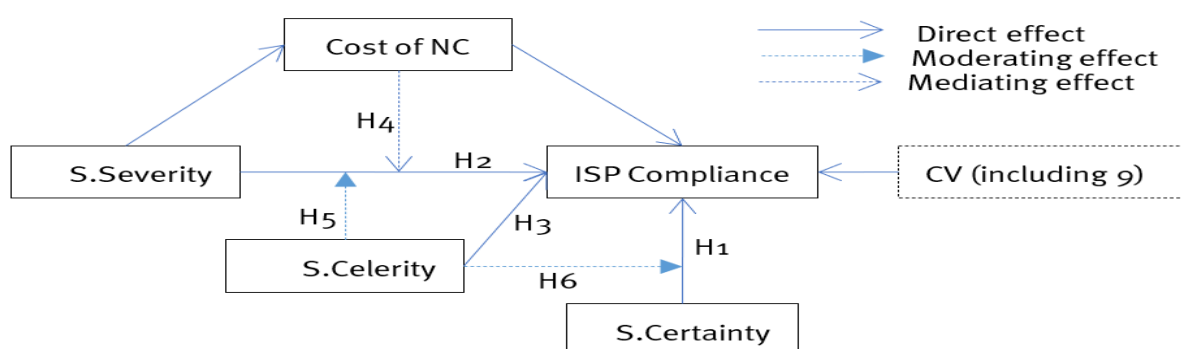 Cost of NC
Direct effect
Moderating effect
Mediating effect
H4
S.Severity
H2
ISP Compliance
CV (including 9)
H5
H3
H1
S.Celerity
H6
S.Certainty